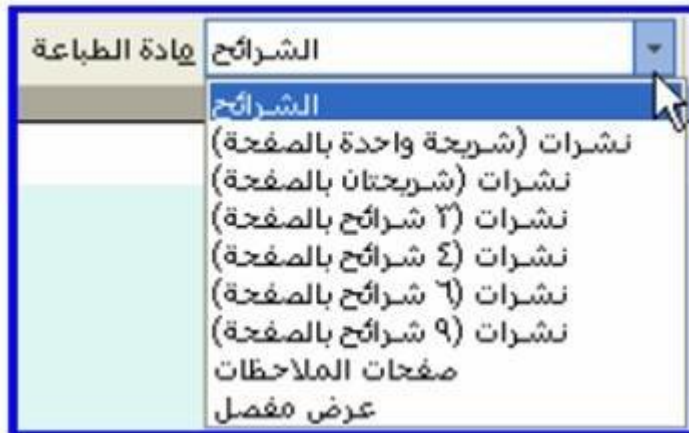 مادة الطباعة الشرائح
الشرائح
نشرات (شريحة واحدة بالصفحة)
نشرات (شريحتان بالصفحة)
نشرات (٣ شرائح بالصفحة)
نشرات (٤ شرائح بالصفحة)
نشرات (٦ شرائح بالصفحة)
نشرات (٩ شرائح بالصفحة)
صفحات الملاحظات
عرض مفصل